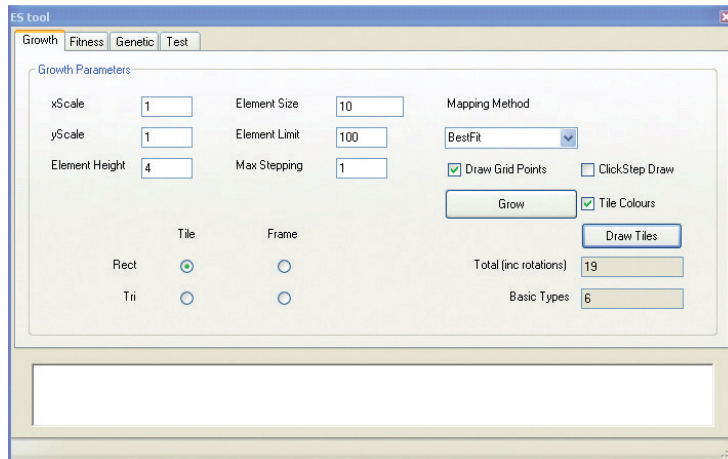 ES tool
Growth Fitness Genetic Test
Growth Parameters
xScale 1 Element Size 10 Mapping Method
yScale 1 Element Limit 100 BestFit
Element Height 4 Max Stepping 1 Draw Grid Points ClickStep Draw
Grow Tile Colours
Tile Frame Draw Tiles
Rect Total (inc rotations) 19
Tri Basic Types 6